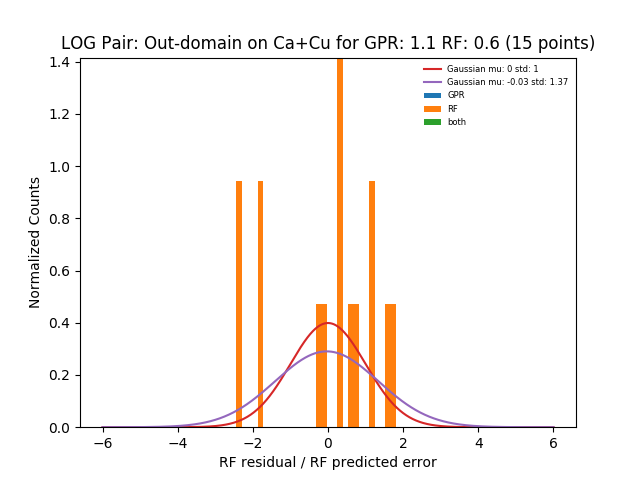 LOG Pair: Out-domain on Ca+Cu for GPR: 1.1 RF: 0.6 (15 points)
Gaussian mu: 0 std: 1
Gaussian mu: -0.03 std: 1.37
GPR
RF
both
Normalized Counts
1.4
1.2
1.0
0.8
0.6
0.4
0.2
0.0
−6
−4
−2
0
2
4
6
RF residual / RF predicted error